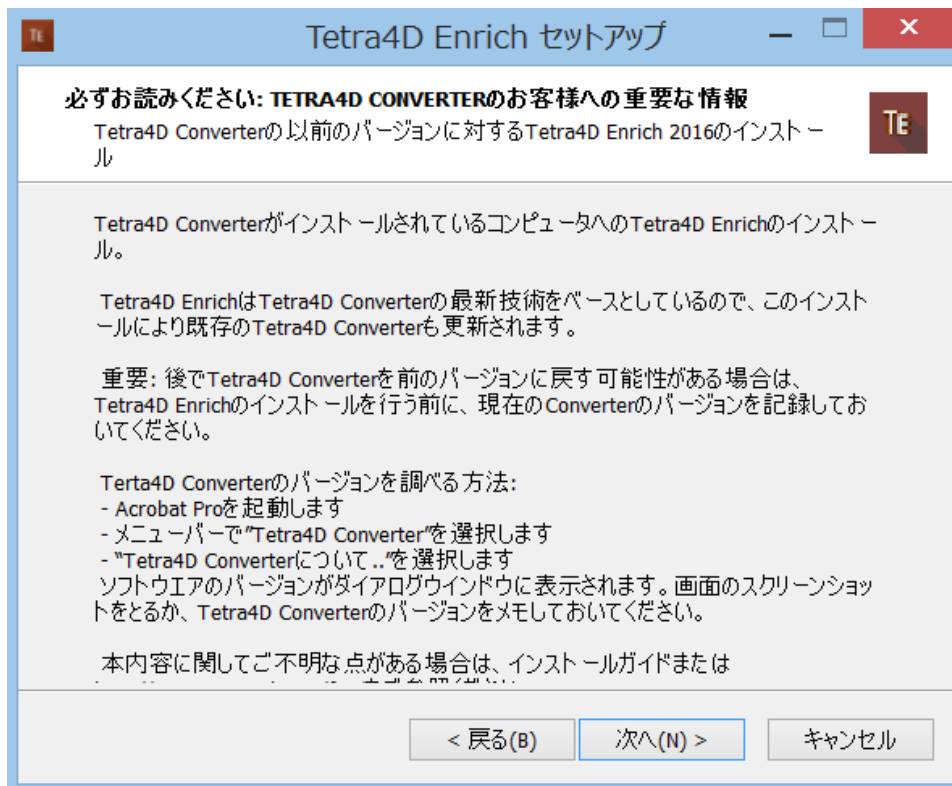 TE
Tetra4D Enrich セットアップ
必ずお読みください: TETRA4D CONVERTERのお客様への重要な情報
Tetra4D Converterの以前のバージョンに対するTetra4D Enrich 2016のインストー
ル
TE
Tetra4D ConverterがインストールされているコンピュータへのTetra4D Enrichのインストー
ル。
Tetra4D EnrichはTetra4D Converterの最新技術をベースとしているので、このインスト
ールにより既存のTetra4D Converterも更新されます。
重要: 後でTetra4D Converterを前のバージョンに戻す可能性がある場合は、
Tetra4D Enrichのインストールを行う前に、現在のConverterのバージョンを記録してお
いてください。
Terta4D Converterのバージョンを調べる方法:
- Acrobat Proを起動します
- メニューバーで"Tetra4D Converter"を選択します
- "Tetra4D Converterについて.."を選択します
ソフトウエアのバージョンがダイアログウインドウに表示されます。画面のスクリーンショッ
トをとるか、Tetra4D Converterのバージョンをメモしておいてください。
本内容に関してご不明な点がある場合は、インストールガイドまたは
< 戻る(B)
次へ(N) >
キャンセル